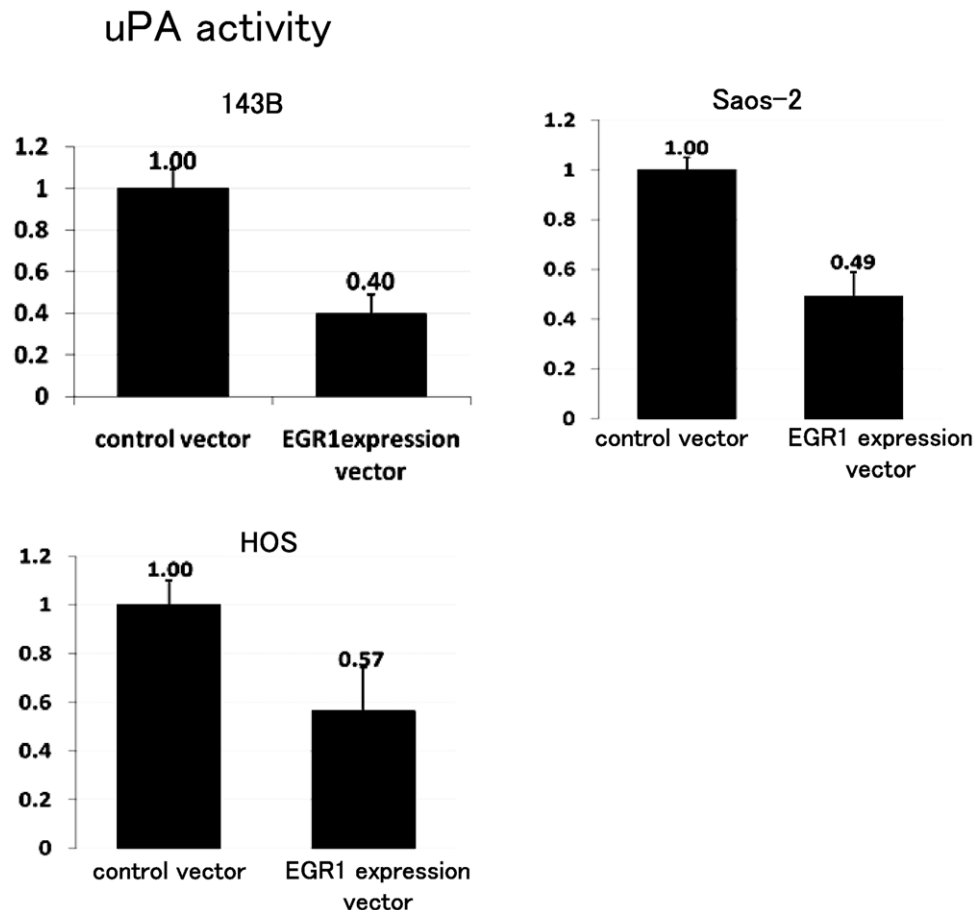 uPA activity
143B
1.2
1
0.8
0.6
0.4
0.2
0
1.00
0.40
control vector
EGR1expression
vector
Saos-2
1.2
1
0.8
0.6
0.4
0.2
0
1.00
0.49
control vector
EGR1 expression
vector
HOS
1.2
1
0.8
0.6
0.4
0.2
0
1.00
0.57
control vector
EGR1 expression
vector